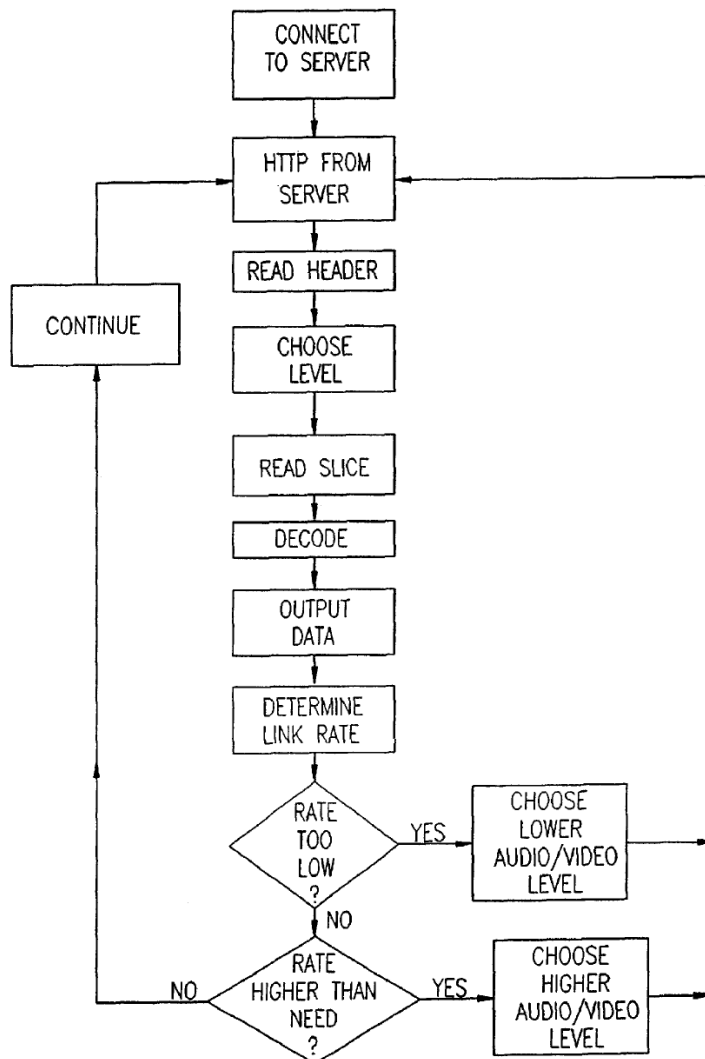 CONNECT
TO SERVER
HTTP FROM
SERVER
READ HEADER
CONTINUE
CHOOSE
LEVEL
READ SLICE
DECODE
OUTPUT
DATA
DETERMINE
LINK RATE
RATE
TOO
LOW
?
YES
CHOOSE
LOWER
AUDIO/VIDEO
LEVEL
NO
RATE
HIGHER THAN
NEED
?
NO
YES
CHOOSE
HIGHER
AUDIO/VIDEO
LEVEL